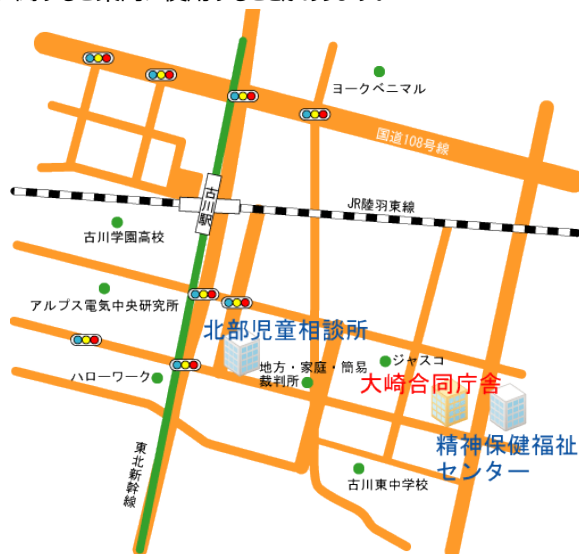 ヨークベニマル
国道108号線
古川駅
JR陸羽東線
古川学園高校
アルプス電気中央研究所
北部児童相談所
地方・家庭・簡易
裁判所
ジャスコ
ハローワーク
大崎合同庁舎
精神保健福祉
センター
東北新幹線
古川東中学校